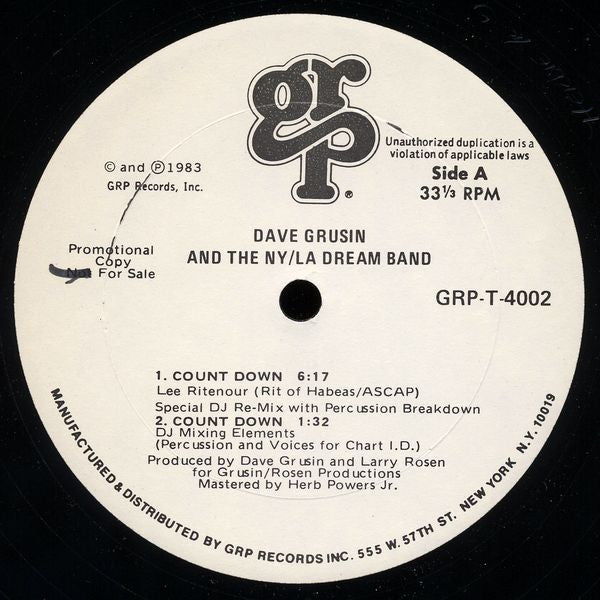 grp
®
© and ℗ 1983
GRP Records, Inc.
Unauthorized duplication is a
violation of applicable laws
Side A
33⅓ RPM
Promotional
Copy
Not For Sale
DAVE GRUSIN
AND THE NY/LA DREAM BAND
GRP-T-4002
1. COUNT DOWN 6:17
Lee Ritenour (Rit of Habeas/ASCAP)
Special DJ Re-Mix with Percussion Breakdown
2. COUNT DOWN 1:32
DJ Mixing Elements
(Percussion and Voices for Chart I.D.)
Produced by Dave Grusin and Larry Rosen
for Grusin/Rosen Productions
Mastered by Herb Powers Jr.
MANUFACTURED & DISTRIBUTED BY GRP RECORDS INC. 555 W. 57TH ST. NEW YORK N.Y. 10019